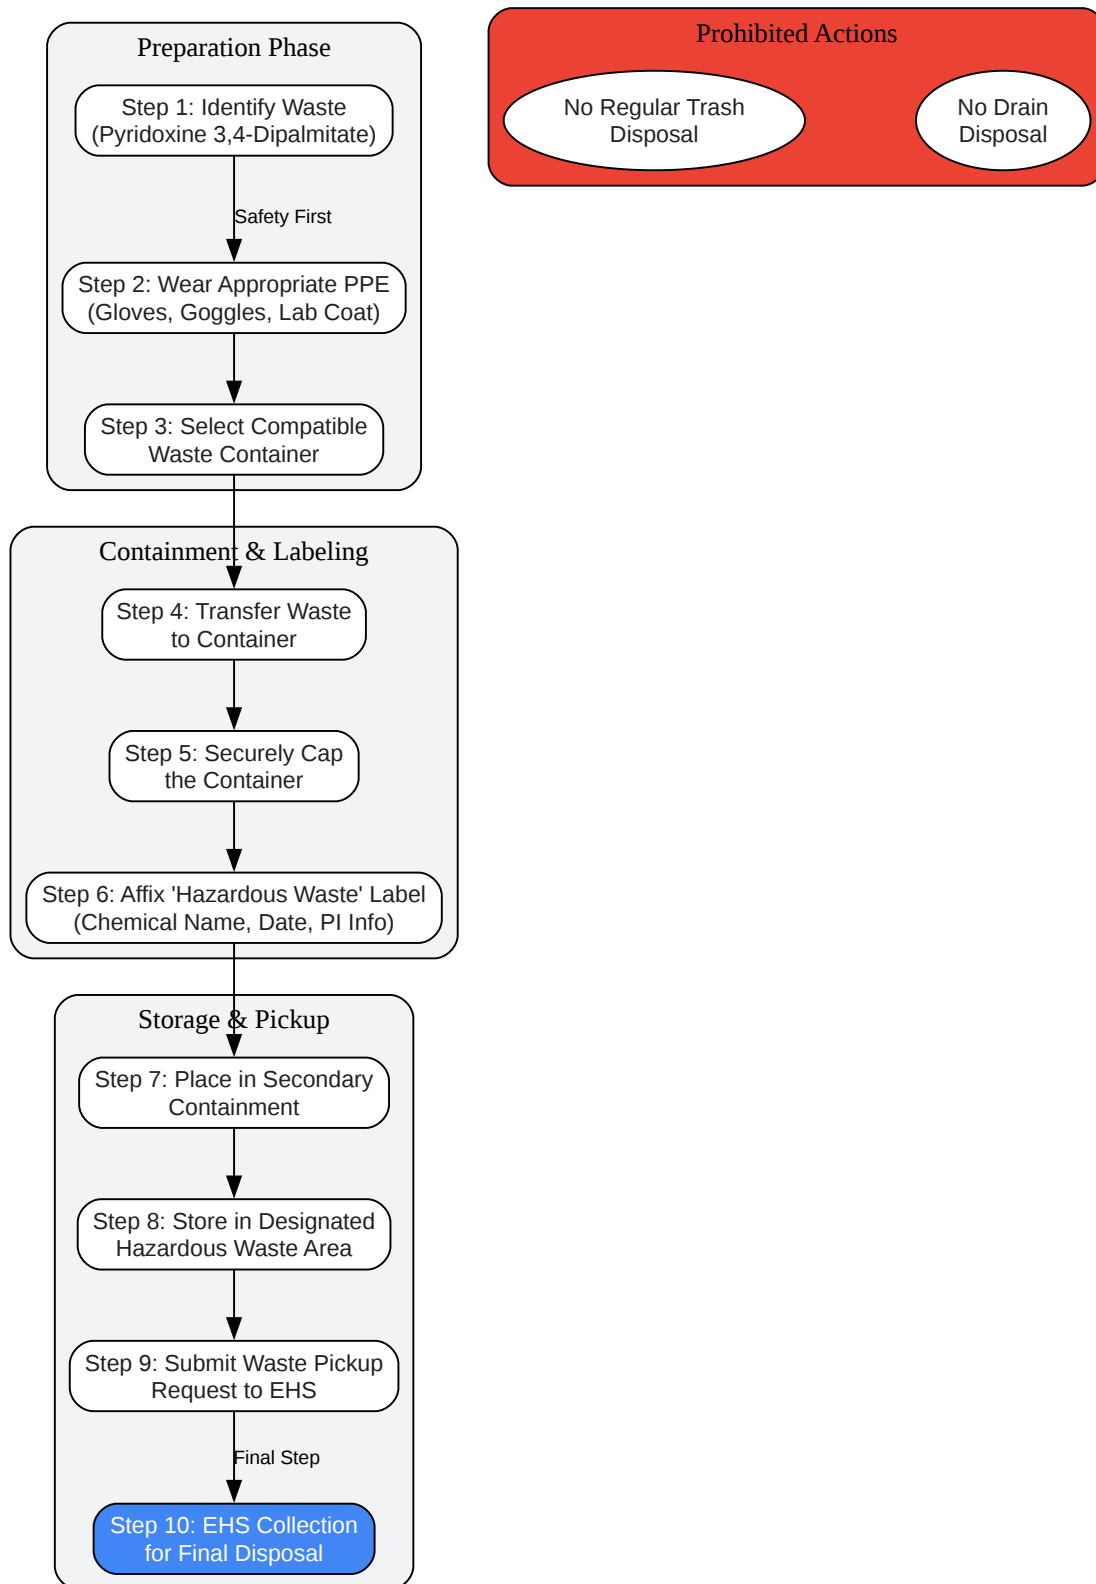 Preparation Phase
Step 1: Identify Waste
(Pyridoxine 3,4-Dipalmitate)
Safety First
Step 2: Wear Appropriate PPE
(Gloves, Goggles, Lab Coat)
Step 3: Select Compatible
Waste Container
Containment & Labeling
Step 4: Transfer Waste
to Container
Step 5: Securely Cap
the Container
Step 6: Affix 'Hazardous Waste' Label
(Chemical Name, Date, PI Info)
Storage & Pickup
Step 7: Place in Secondary
Containment
Step 8: Store in Designated
Hazardous Waste Area
Step 9: Submit Waste Pickup
Request to EHS
Final Step
Step 10: EHS Collection
for Final Disposal
Prohibited Actions
No Regular Trash
Disposal
No Drain
Disposal